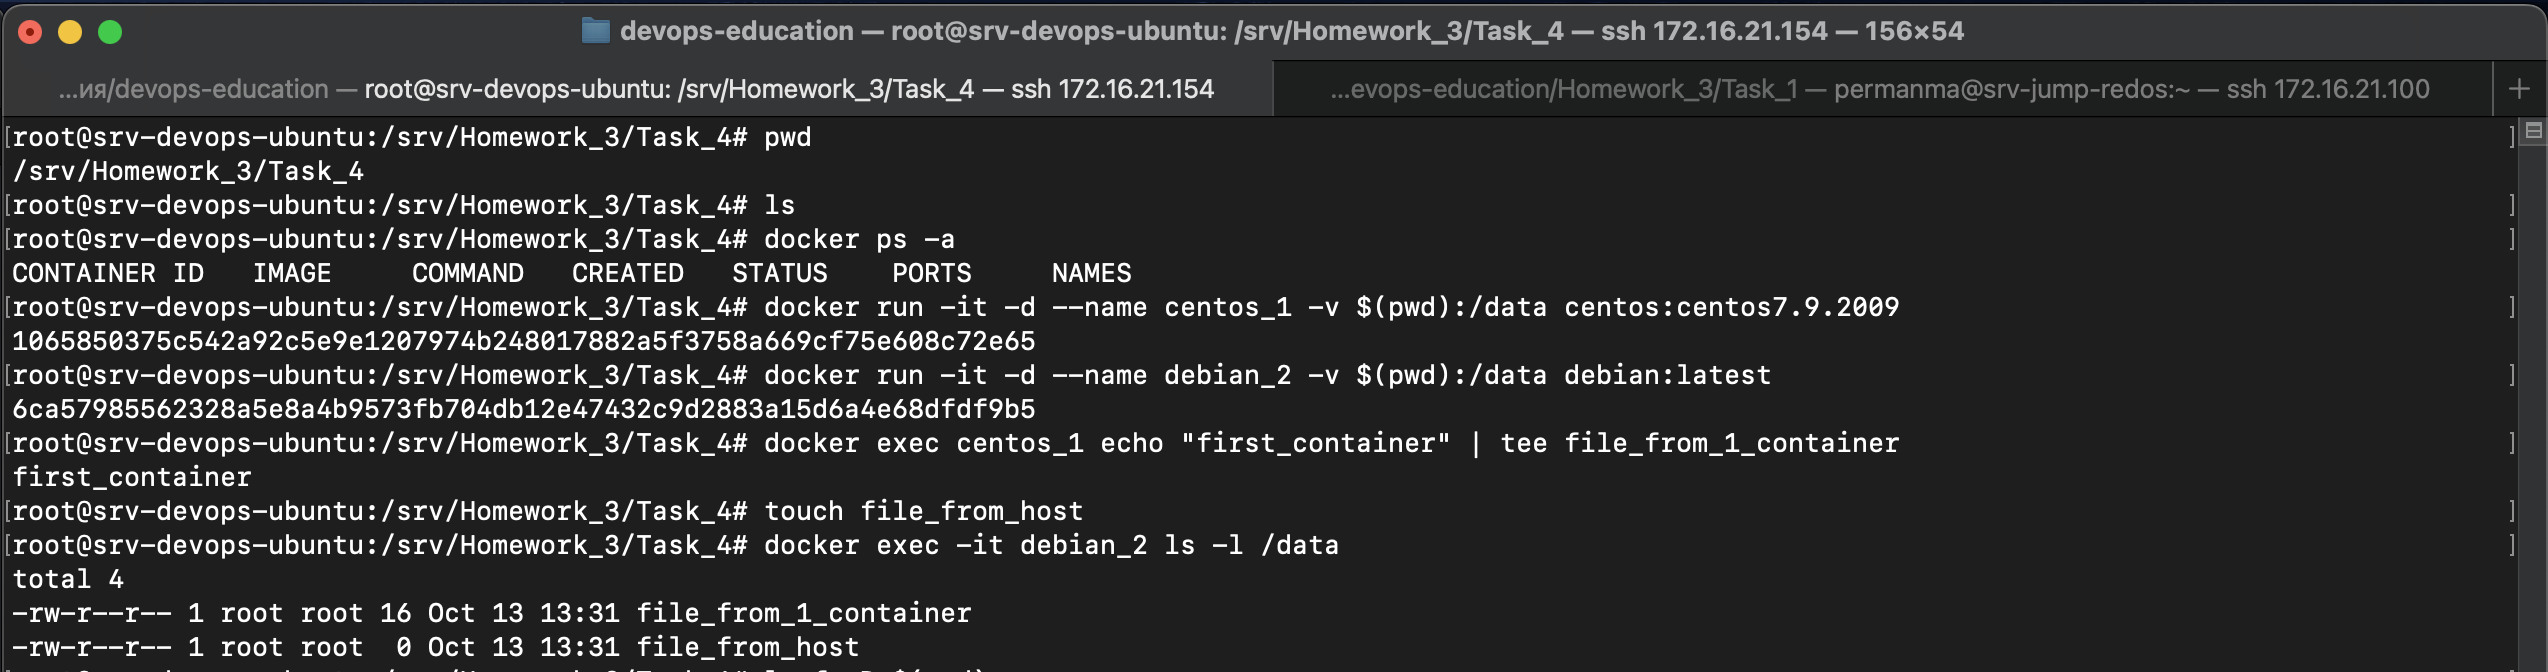 devops-education — root@srv-devops-ubuntu: /srv/Homework_3/Task_4 — ssh 172.16.21.154 — 156×54
...ия/devops-education — root@srv-devops-ubuntu: /srv/Homework_3/Task_4 — ssh 172.16.21.154
...evops-education/Homework_3/Task_1 — permanma@srv-jump-redos:~ — ssh 172.16.21.100 +
[root@srv-devops-ubuntu:/srv/Homework_3/Task_4# pwd ]
/srv/Homework_3/Task_4
[root@srv-devops-ubuntu:/srv/Homework_3/Task_4# ls ]
[root@srv-devops-ubuntu:/srv/Homework_3/Task_4# docker ps -a ]
CONTAINER ID   IMAGE     COMMAND   CREATED   STATUS    PORTS     NAMES
[root@srv-devops-ubuntu:/srv/Homework_3/Task_4# docker run -it -d --name centos_1 -v $(pwd):/data centos:centos7.9.2009 ]
1065850375c542a92c5e9e1207974b248017882a5f3758a669cf75e608c72e65
[root@srv-devops-ubuntu:/srv/Homework_3/Task_4# docker run -it -d --name debian_2 -v $(pwd):/data debian:latest ]
6ca57985562328a5e8a4b9573fb704db12e47432c9d2883a15d6a4e68dfdf9b5
[root@srv-devops-ubuntu:/srv/Homework_3/Task_4# docker exec centos_1 echo "first_container" | tee file_from_1_container ]
first_container
[root@srv-devops-ubuntu:/srv/Homework_3/Task_4# touch file_from_host ]
[root@srv-devops-ubuntu:/srv/Homework_3/Task_4# docker exec -it debian_2 ls -l /data ]
total 4
-rw-r--r-- 1 root root 16 Oct 13 13:31 file_from_1_container
-rw-r--r-- 1 root root  0 Oct 13 13:31 file_from_host